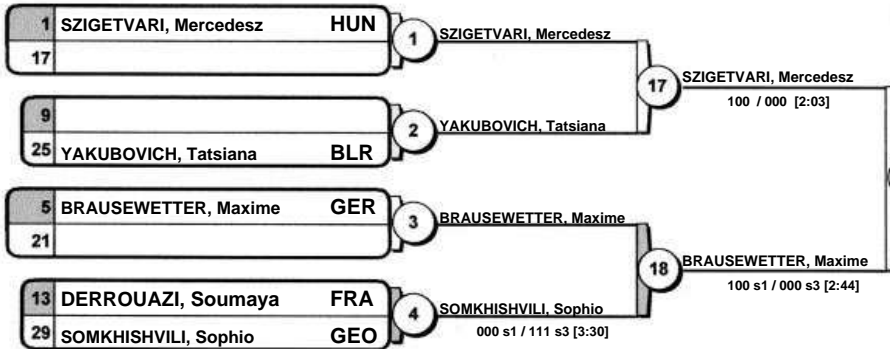 1 SZIGETVARI, Mercedesz HUN
17
1 SZIGETVARI, Mercedesz
9
25 YAKUBOVICH, Tatsiana BLR
2 YAKUBOVICH, Tatsiana
17 SZIGETVARI, Mercedesz
100 / 000 [2:03]
5 BRAUSEWETTER, Maxime GER
21
3 BRAUSEWETTER, Maxime
13 DERROUAZI, Soumaya FRA
29 SOMKHISHVILI, Sophio GEO
4 SOMKHISHVILI, Sophio
000 s1 / 111 s3 [3:30]
18 BRAUSEWETTER, Maxime
100 s1 / 000 s3 [2:44]